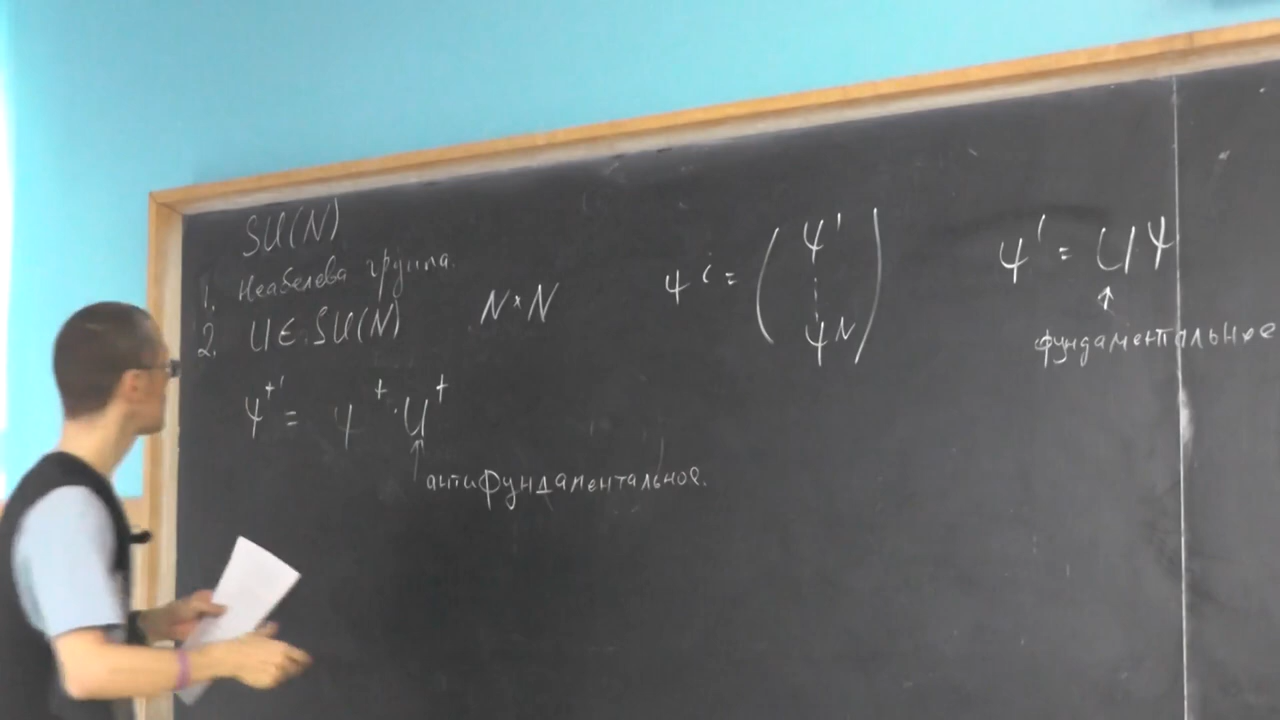 SU(N)
1. Неабелева группа.
2. U ∈ SU(N)   N×N
ψ^i = (ψ^1 ⋮ ψ^N)
ψ' = Uψ
↑
фундаментальное
ψ^+' = ψ^+ · U^+
↑
антифундаментальное.